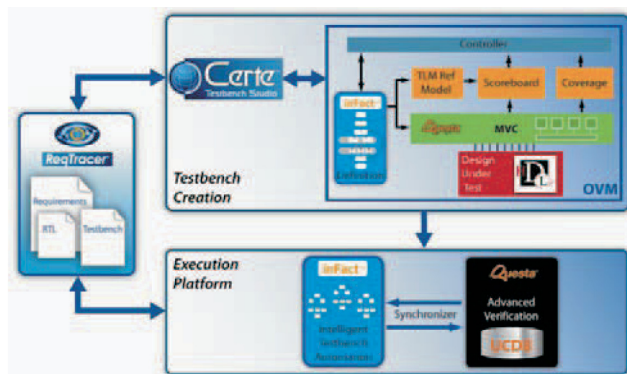 Controller
Certe
Testbench Studio
TLM Ref
Model
Scoreboard
Coverage
inFact
Definition
Questa
MVC
Design
Under
Test
OVM
ReqTracer
Requirements
RTL
Testbench
Testbench
Creation
Execution
Platform
inFact
Intelligent
Testbench
Automation
Synchronizer
Questa
Advanced
Verification
UCDB